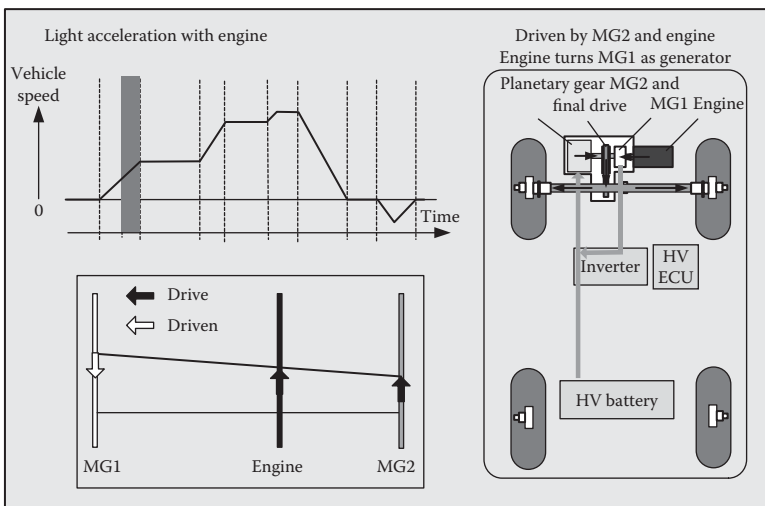 Light acceleration with engine
Vehicle
speed
0
Time
Drive
Driven
MG1
Engine
MG2
Driven by MG2 and engine
Engine turns MG1 as generator
Planetary gear MG2 and
final drive
MG1 Engine
Inverter
HV
ECU
HV battery